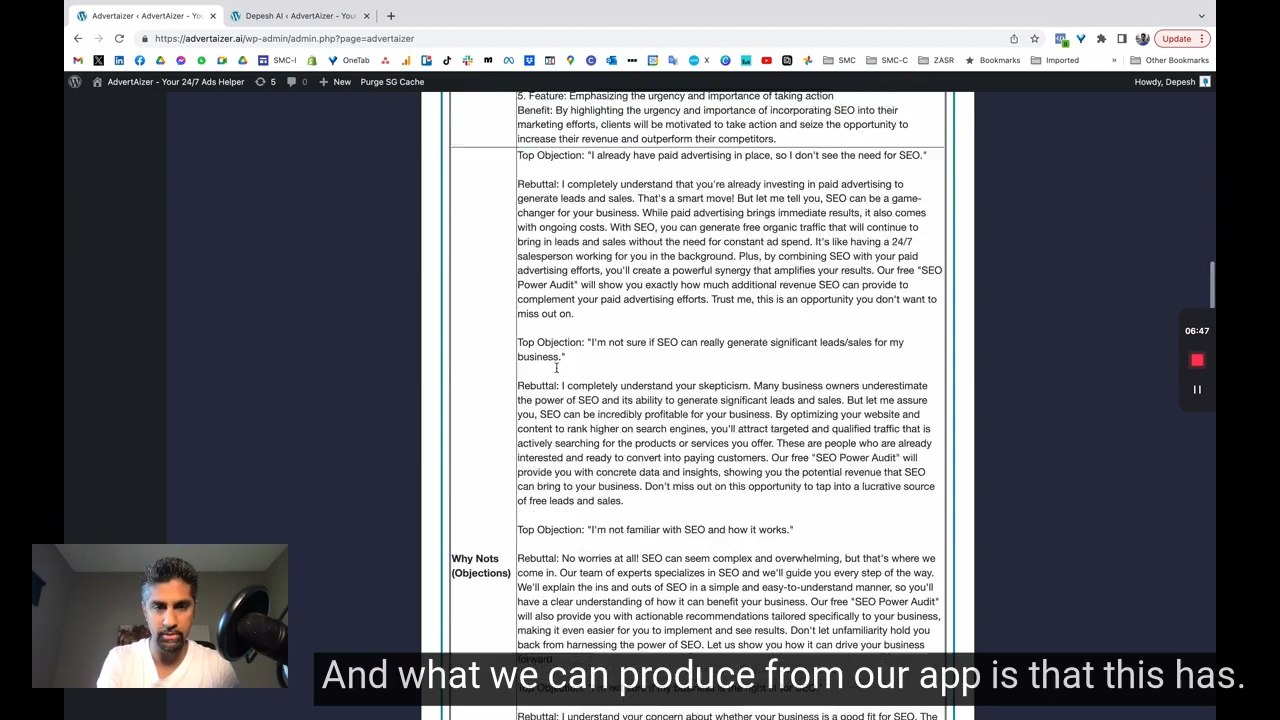 Advertaizer ‹ AdvertAizer - Your
Depesh AI ‹ AdvertAizer - Your
https://advertaizer.ai/wp-admin/admin.php?page=advertaizer
Update
SMC-I
OneTab
X
SMC
SMC-C
ZASR
Bookmarks
Imported
»
Other Bookmarks
AdvertAizer - Your 24/7 Ads Helper
5
0
New
Purge SG Cache
Howdy, Depesh
5. Feature: Emphasizing the urgency and importance of taking action
Benefit: By highlighting the urgency and importance of incorporating SEO into their
marketing efforts, clients will be motivated to take action and seize the opportunity to
increase their revenue and outperform their competitors.
Top Objection: "I already have paid advertising in place, so I don't see the need for SEO."
Rebuttal: I completely understand that you're already investing in paid advertising to
generate leads and sales. That's a smart move! But let me tell you, SEO can be a game-
changer for your business. While paid advertising brings immediate results, it also comes
with ongoing costs. With SEO, you can generate free organic traffic that will continue to
bring in leads and sales without the need for constant ad spend. It's like having a 24/7
salesperson working for you in the background. Plus, by combining SEO with your paid
advertising efforts, you'll create a powerful synergy that amplifies your results. Our free "SEO
Power Audit" will show you exactly how much additional revenue SEO can provide to
complement your paid advertising efforts. Trust me, this is an opportunity you don't want to
miss out on.
Top Objection: "I'm not sure if SEO can really generate significant leads/sales for my
business."
Rebuttal: I completely understand your skepticism. Many business owners underestimate
the power of SEO and its ability to generate significant leads and sales. But let me assure
you, SEO can be incredibly profitable for your business. By optimizing your website and
content to rank higher on search engines, you'll attract targeted and qualified traffic that is
actively searching for the products or services you offer. These are people who are already
interested and ready to convert into paying customers. Our free "SEO Power Audit" will
provide you with concrete data and insights, showing you the potential revenue that SEO
can bring to your business. Don't miss out on this opportunity to tap into a lucrative source
of free leads and sales.
Top Objection: "I'm not familiar with SEO and how it works."
Why Nots
(Objections)
Rebuttal: No worries at all! SEO can seem complex and overwhelming, but that's where we
come in. Our team of experts specializes in SEO and we'll guide you every step of the way.
We'll explain the ins and outs of SEO in a simple and easy-to-understand manner, so you'll
have a clear understanding of how it can benefit your business. Our free "SEO Power Audit"
will also provide you with actionable recommendations tailored specifically to your business,
making it even easier for you to implement and see results. Don't let unfamiliarity hold you
back from harnessing the power of SEO. Let us show you how it can drive your business
forward
Rebuttal: I understand your concern about whether your business is a good fit for SEO. The
06:47
And what we can produce from our app is that this has.